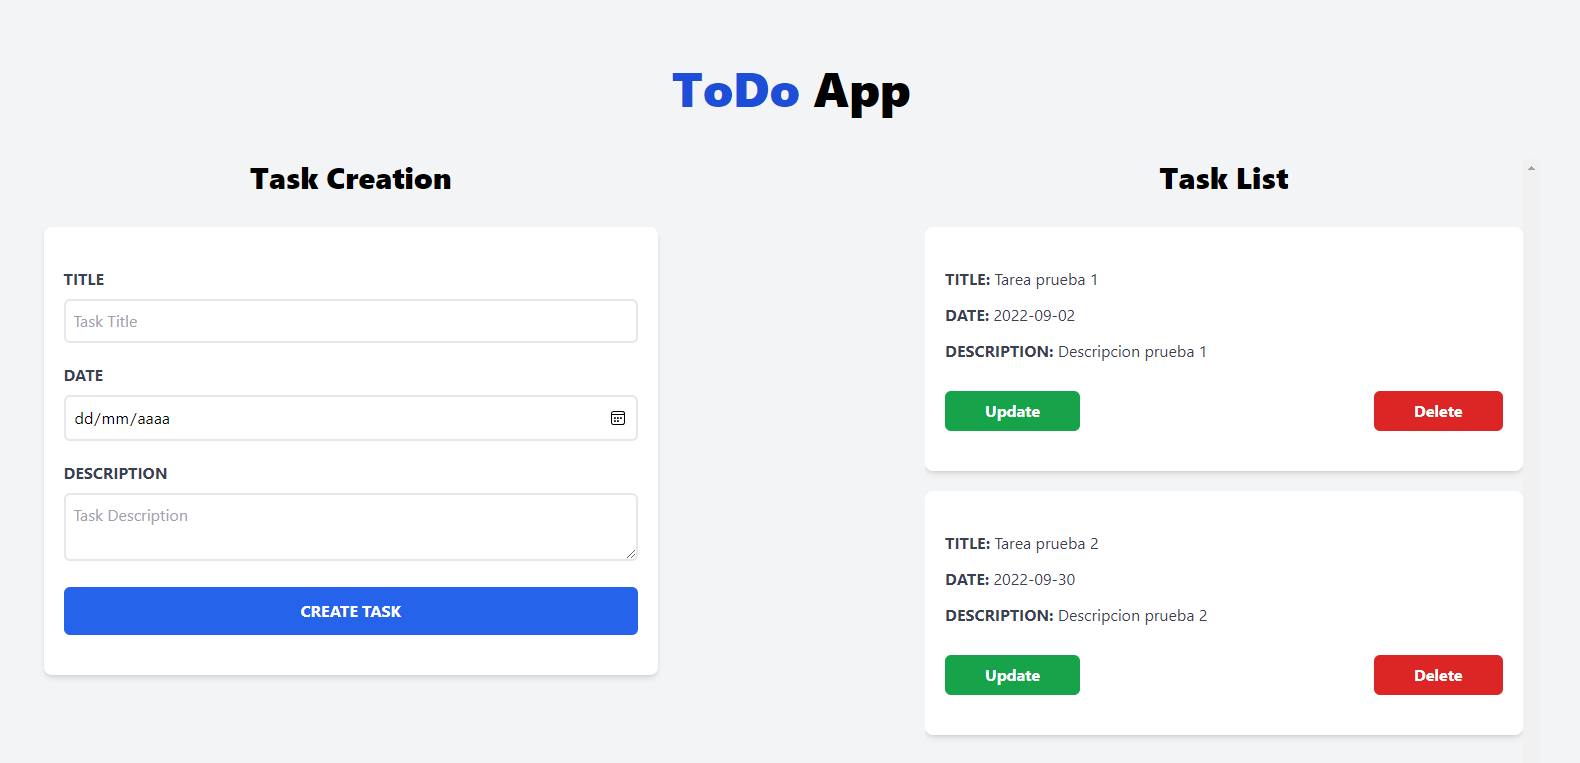 ToDo App
Task Creation
TITLE
Task Title
DATE
dd/mm/aaaa
DESCRIPTION
Task Description
CREATE TASK
Task List
TITLE: Tarea prueba 1
DATE: 2022-09-02
DESCRIPTION: Descripcion prueba 1
Update
Delete
TITLE: Tarea prueba 2
DATE: 2022-09-30
DESCRIPTION: Descripcion prueba 2
Update
Delete